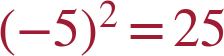 (−5)² = 25